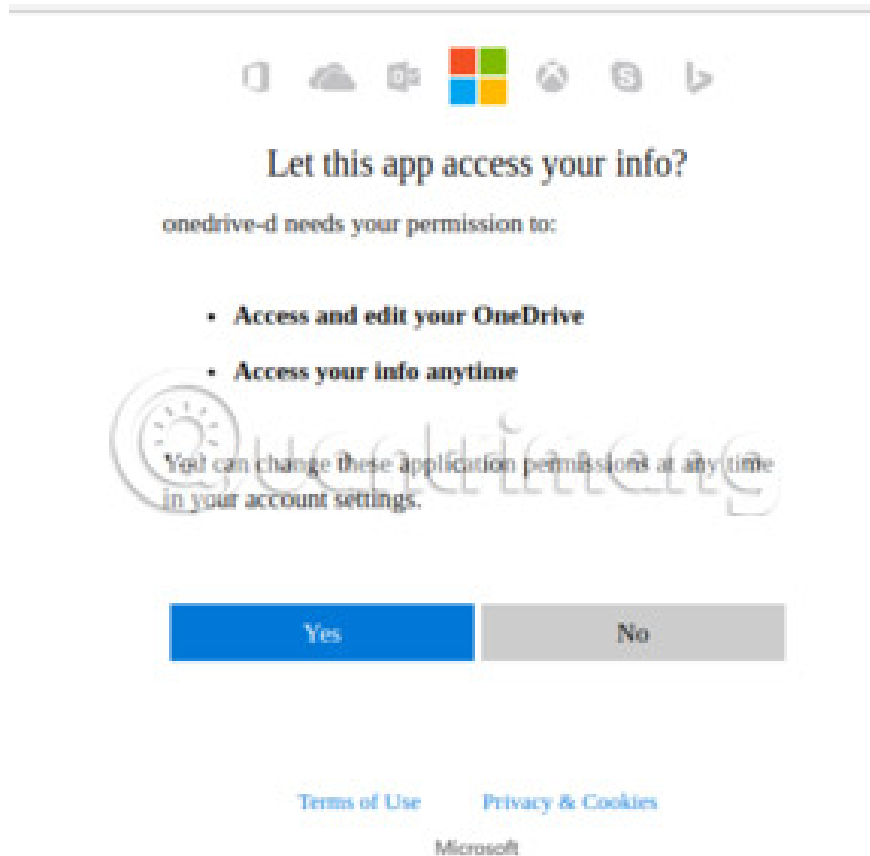 Let this app access your info?
onedrive-d needs your permission to:
• Access and edit your OneDrive
• Access your info anytime
Quantrimang
You can change these application permissions at any time
in your account settings.
Yes
No
Terms of Use
Privacy & Cookies
Microsoft